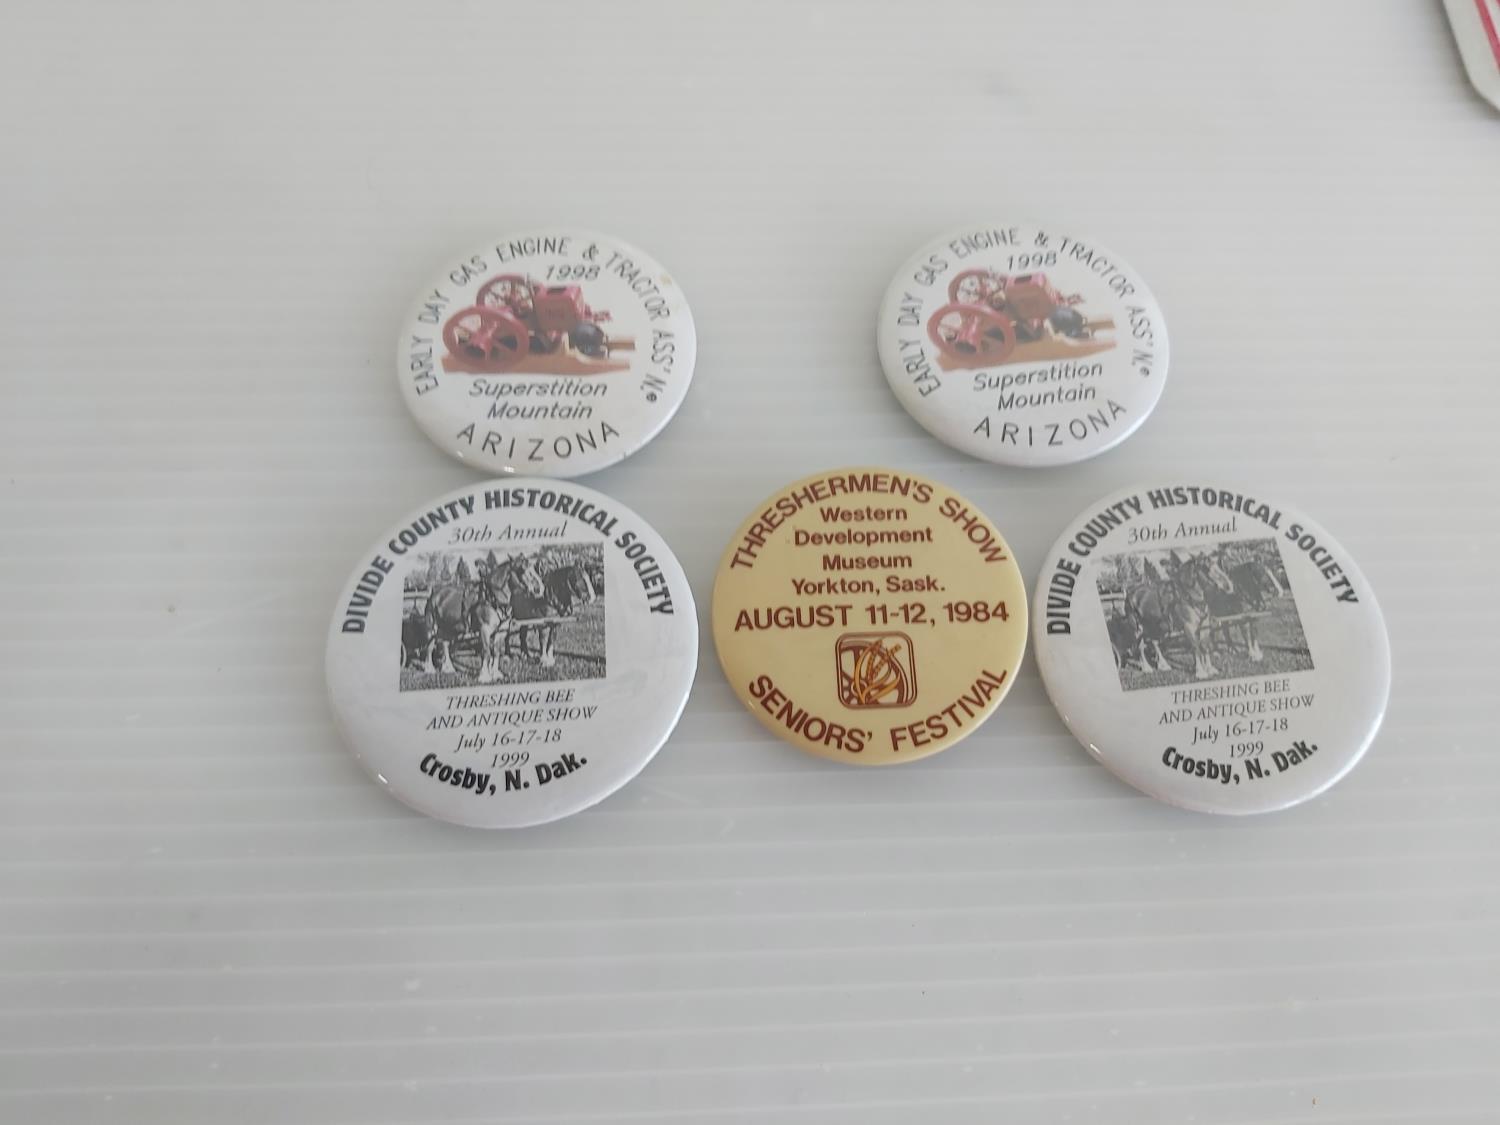 EARLY DAY GAS ENGINE & TRACTOR ASS'N.
1998
Superstition
Mountain
ARIZONA
EARLY DAY GAS ENGINE & TRACTOR ASS'N.
1998
Superstition
Mountain
ARIZONA
DIVIDE COUNTY HISTORICAL SOCIETY
30th Annual
THRESHING BEE
AND ANTIQUE SHOW
July 16-17-18
1999
Crosby, N. Dak.
THRESHERMEN'S SHOW
Western
Development
Museum
Yorkton, Sask.
AUGUST 11-12, 1984
SENIORS' FESTIVAL
DIVIDE COUNTY HISTORICAL SOCIETY
30th Annual
THRESHING BEE
AND ANTIQUE SHOW
July 16-17-18
1999
Crosby, N. Dak.